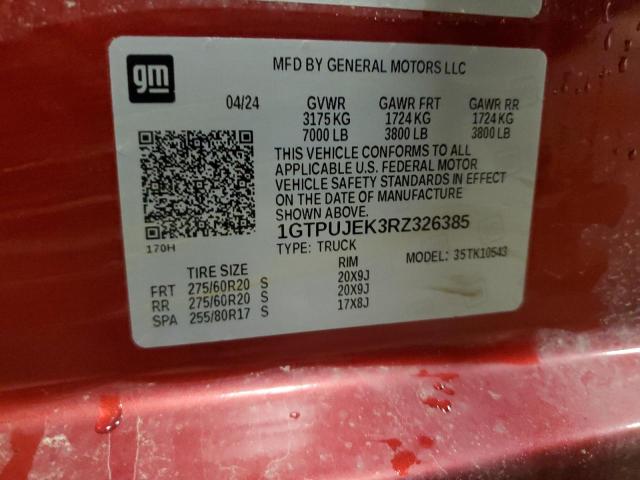 gm
MFD BY GENERAL MOTORS LLC
04/24 GVWR GAWR FRT GAWR RR
3175 KG 1724 KG 1724 KG
7000 LB 3800 LB 3800 LB
THIS VEHICLE CONFORMS TO ALL
APPLICABLE U.S. FEDERAL MOTOR
VEHICLE SAFETY STANDARDS IN EFFECT
ON THE DATE OF MANUFACTURE
SHOWN ABOVE.
170H
1GTPUJEK3RZ326385
TYPE: TRUCK MODEL: 35TK10543
TIRE SIZE RIM
FRT 275/60R20 S 20X9J
RR 275/60R20 S 20X9J
SPA 255/80R17 S 17X8J